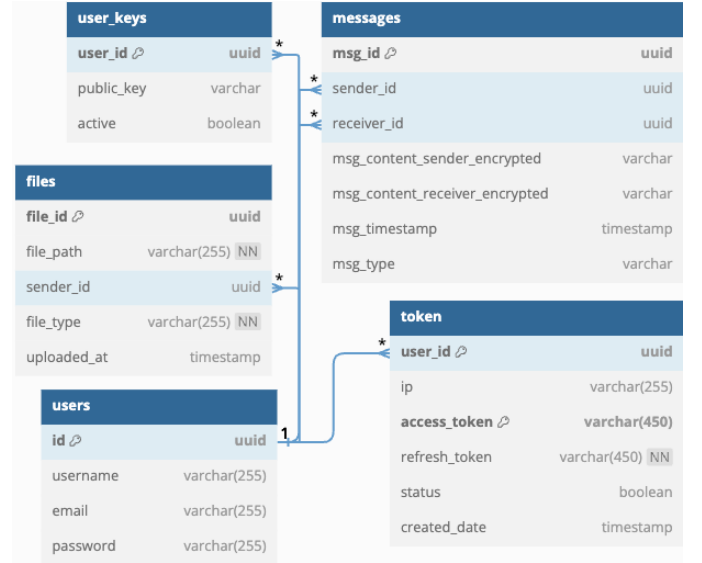 user_keys
user_id uuid
public_key varchar
active boolean
*
messages
msg_id uuid
* sender_id uuid
* receiver_id uuid
msg_content_sender_encrypted varchar
msg_content_receiver_encrypted varchar
msg_timestamp timestamp
msg_type varchar
files
file_id uuid
file_path varchar(255) NN
sender_id uuid
file_type varchar(255) NN
uploaded_at timestamp
*
token
* user_id uuid
ip varchar(255)
access_token varchar(450)
refresh_token varchar(450) NN
status boolean
created_date timestamp
users
id uuid
username varchar(255)
email varchar(255)
password varchar(255)
1